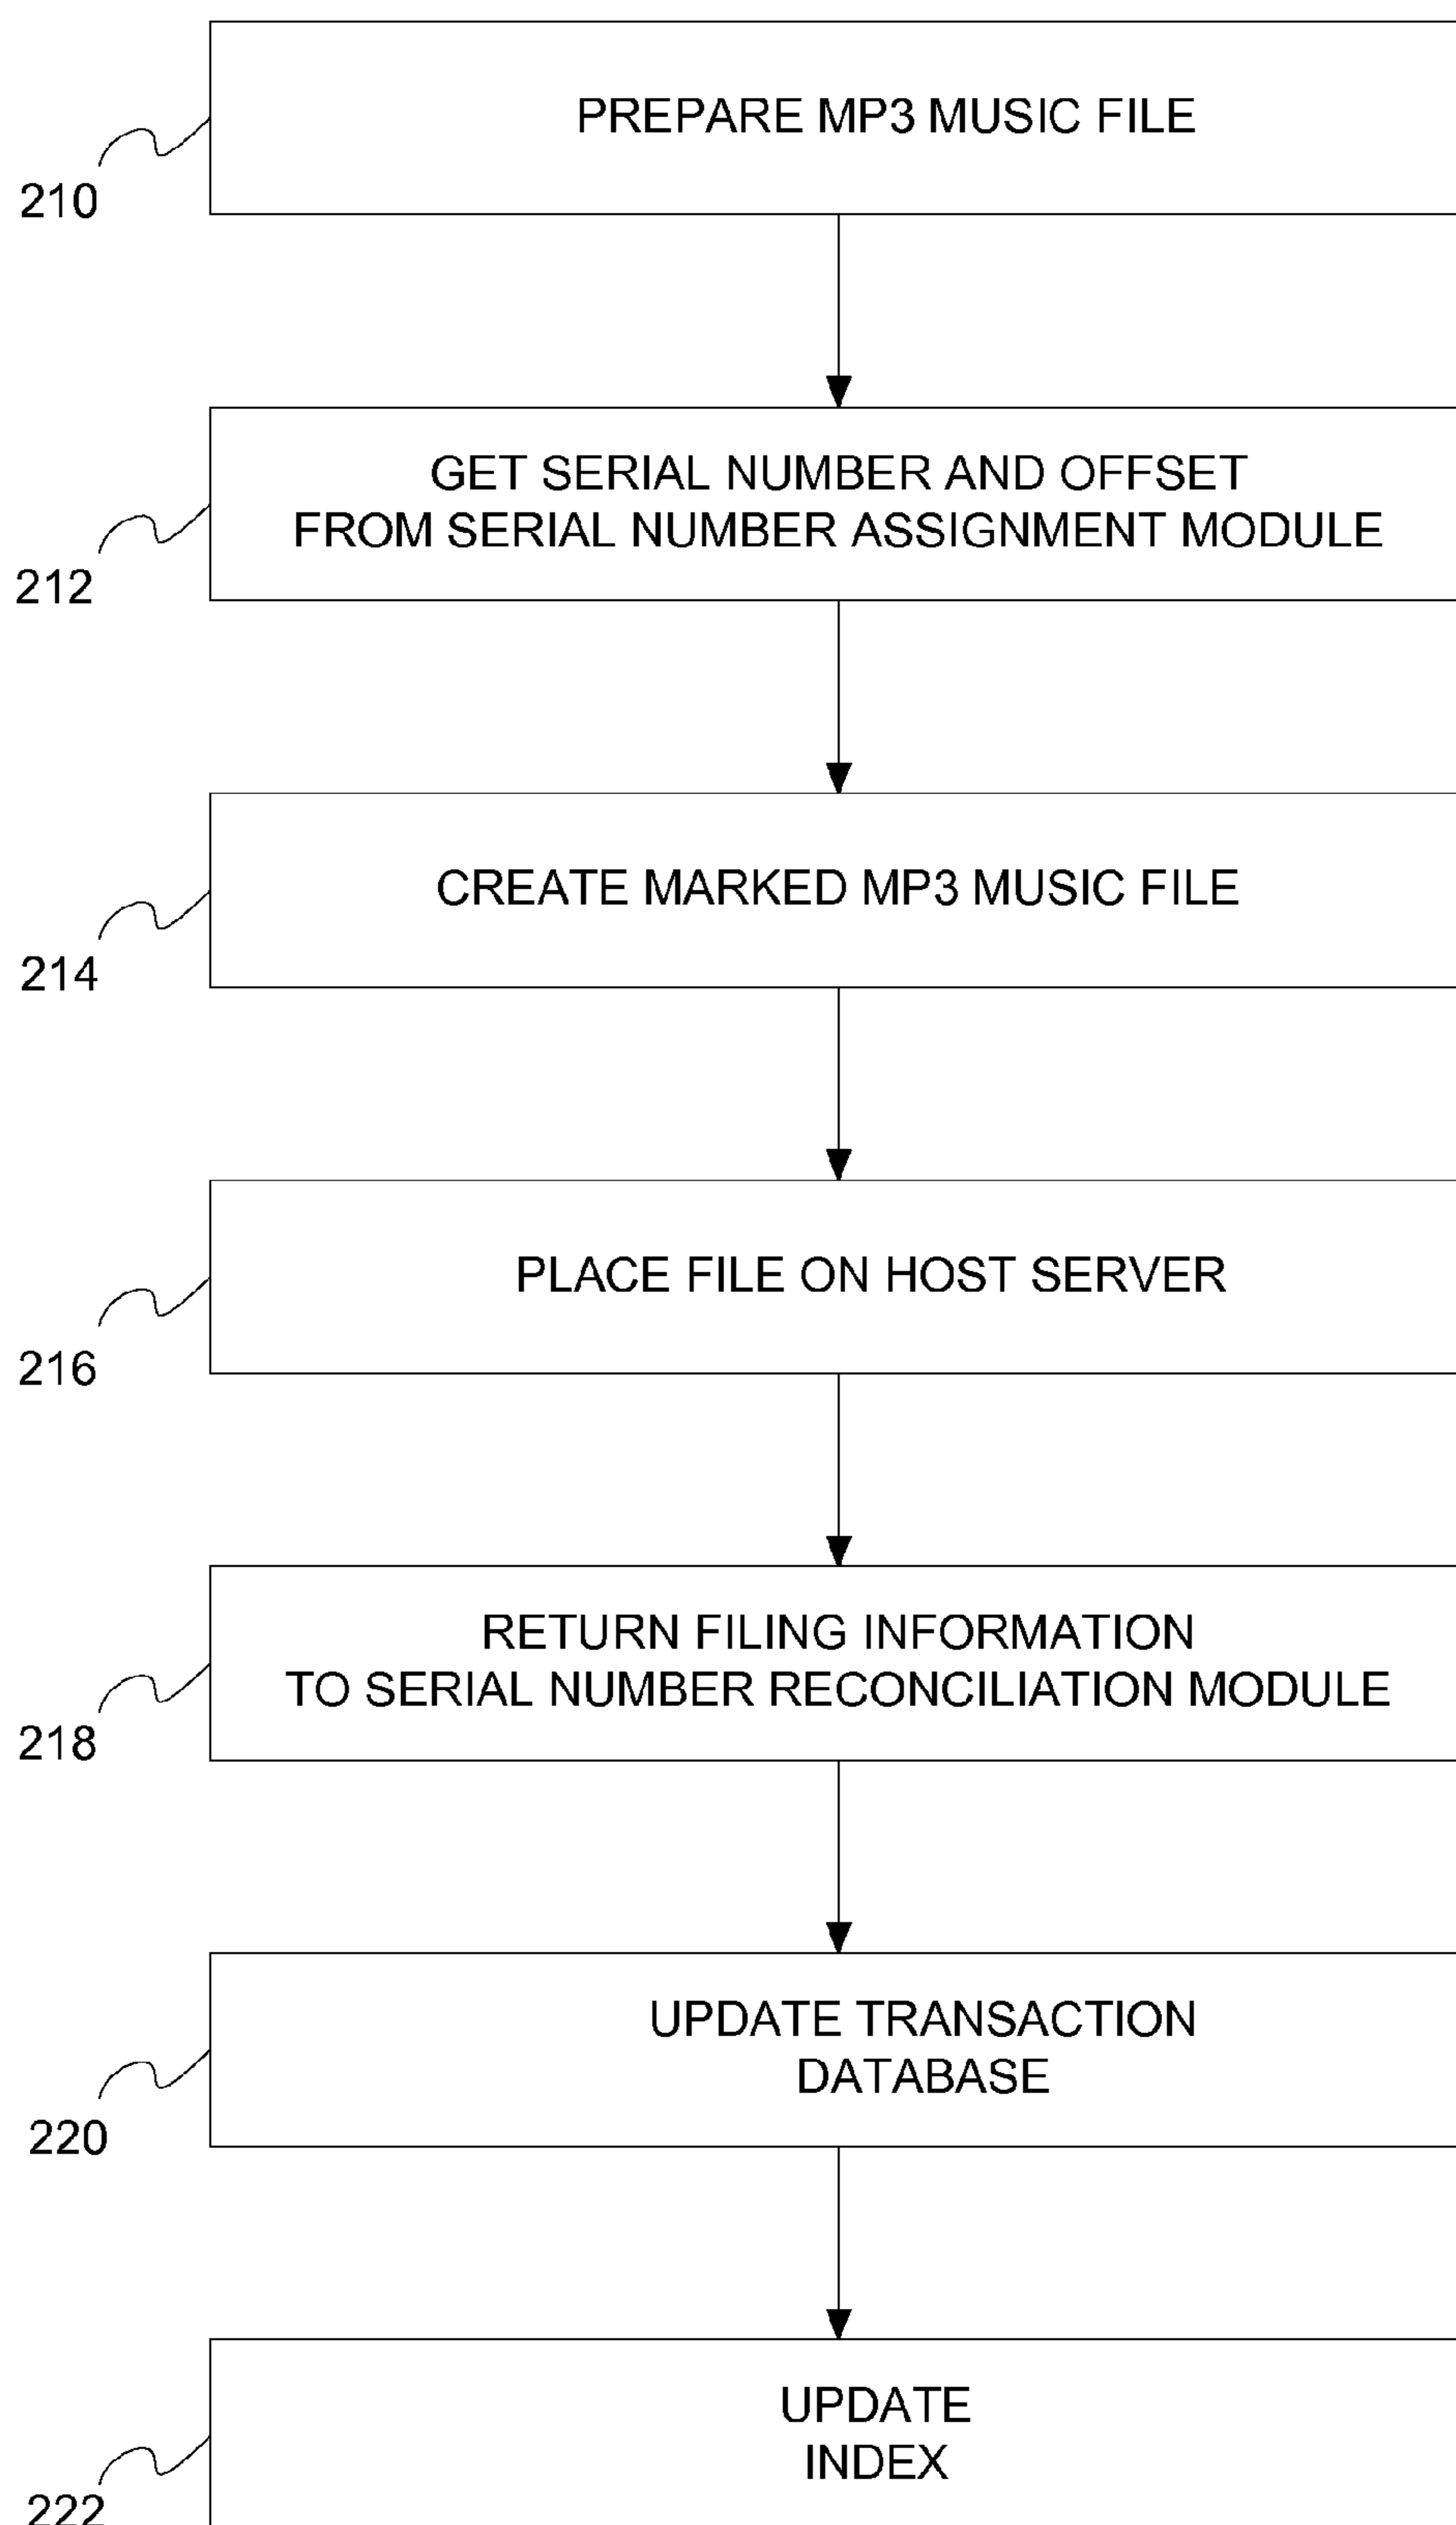 PREPARE MP3 MUSIC FILE
210
GET SERIAL NUMBER AND OFFSET
FROM SERIAL NUMBER ASSIGNMENT MODULE
212
CREATE MARKED MP3 MUSIC FILE
214
PLACE FILE ON HOST SERVER
216
RETURN FILING INFORMATION
TO SERIAL NUMBER RECONCILIATION MODULE
218
UPDATE TRANSACTION
DATABASE
220
UPDATE
INDEX
222